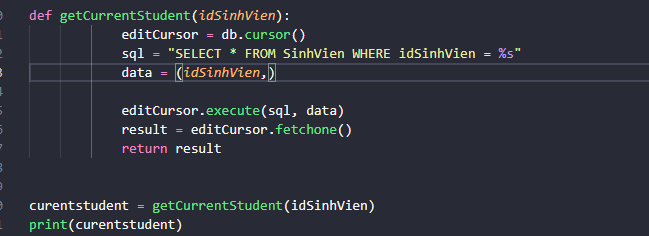 def getCurrentStudent(idSinhVien):
editCursor = db.cursor()
sql = "SELECT * FROM SinhVien WHERE idSinhVien = %s"
data = (idSinhVien,)
editCursor.execute(sql, data)
result = editCursor.fetchone()
return result
curentstudent = getCurrentStudent(idSinhVien)
print(curentstudent)